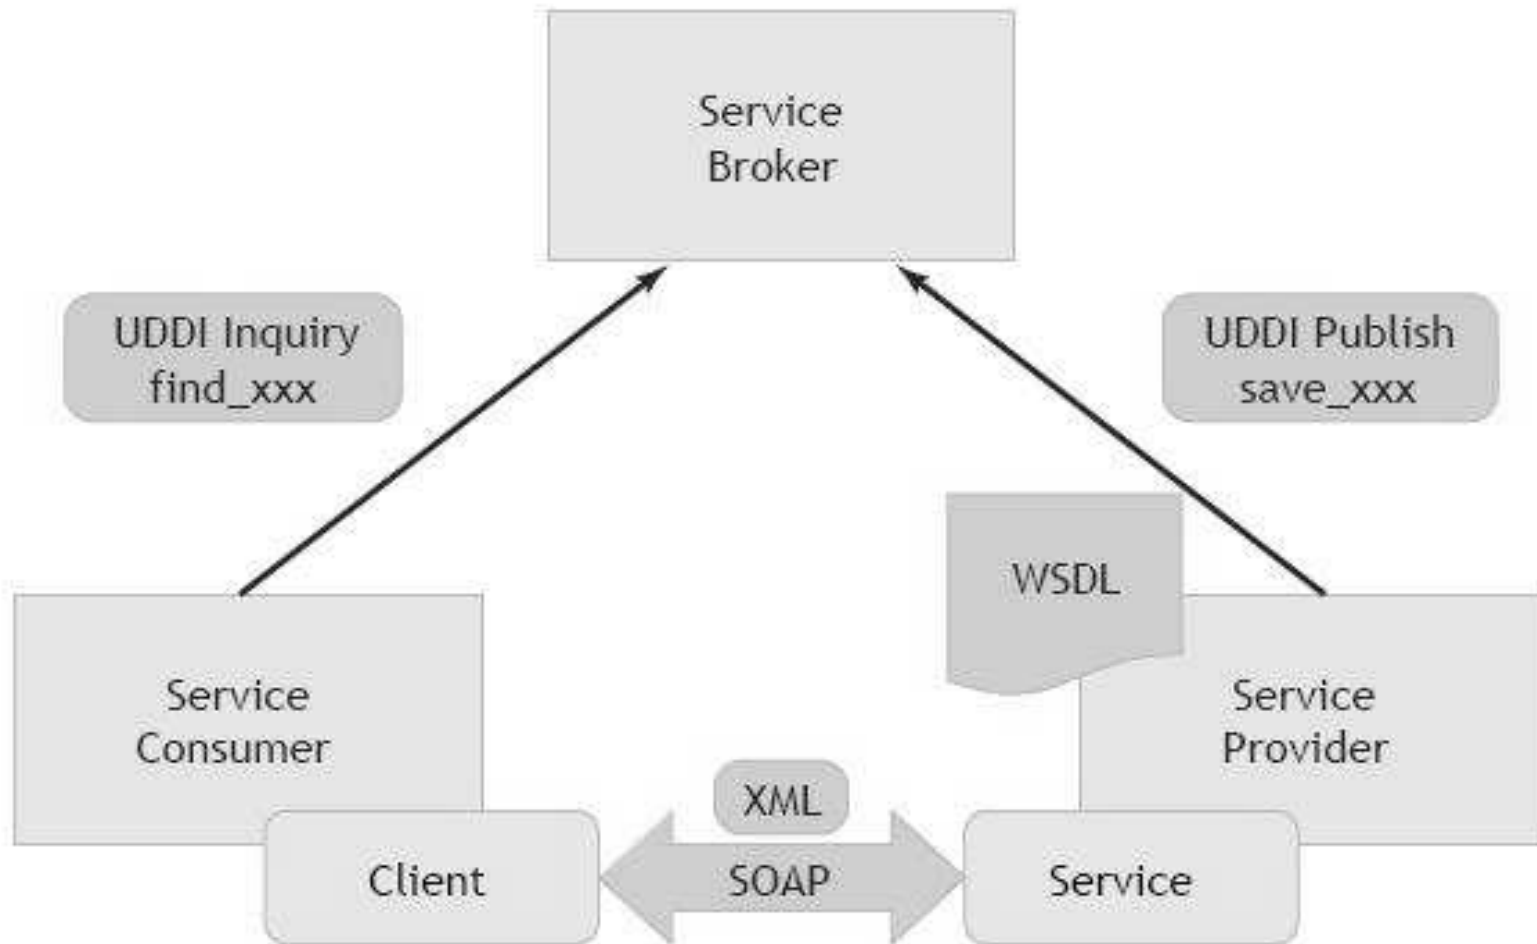 Service
Broker
UDDI Inquiry
find_xxx
UDDI Publish
save_xxx
WSDL
Service
Consumer
Service
Provider
XML
Client
SOAP
Service